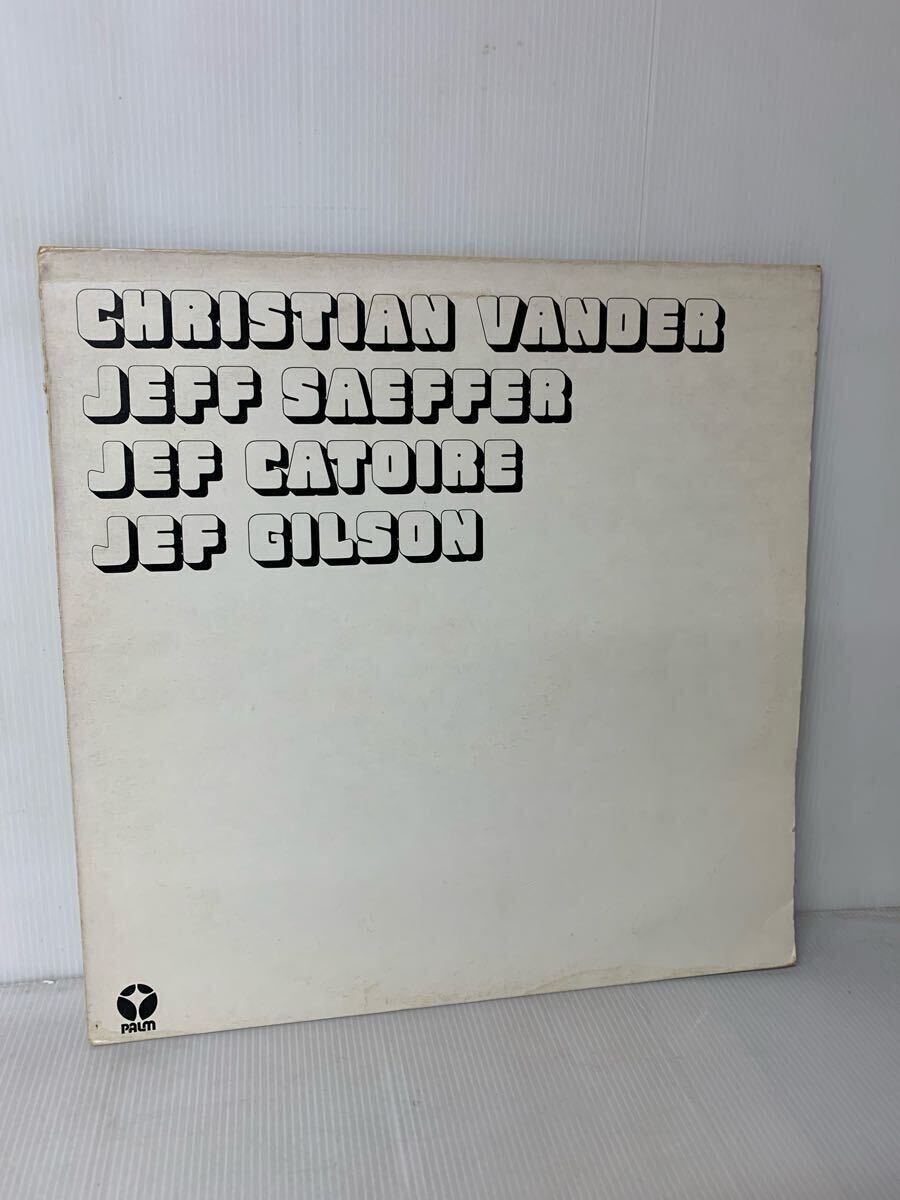 CHRISTIAN VANDER
JEFF SAEFFER
JEF CATOIRE
JEF GILSON
PALM